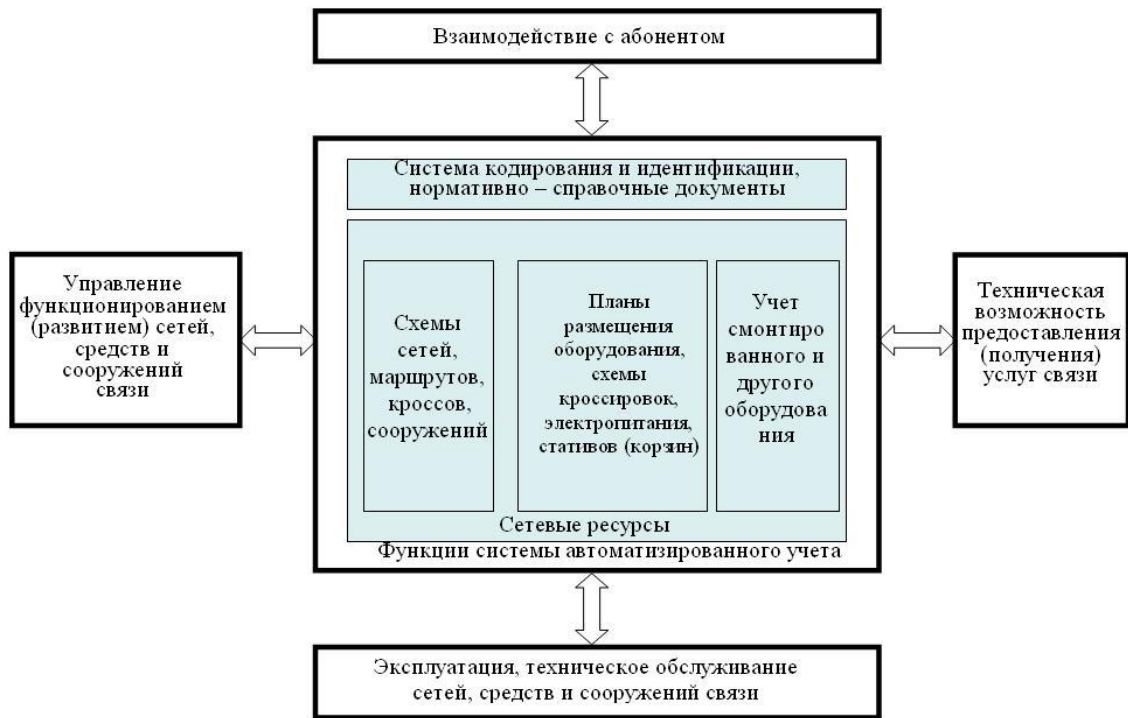 Взаимодействие с абонентом
Система кодирования и идентификации,
нормативно – справочные документы
Управление
функционированием
(развитием) сетей,
средств и
сооружений
связи
Схемы
сетей,
маршрутов,
кроссов,
сооружений
Планы
размещения
оборудования,
схемы
кроссировок,
электропитания,
стативов (корзин)
Учет
смонтиро
ванного и
другого
оборудова
ния
Техническая
возможность
предоставления
(получения)
услуг связи
Сетевые ресурсы
Функции системы автоматизированного учета
Эксплуатация, техническое обслуживание
сетей, средств и сооружений связи